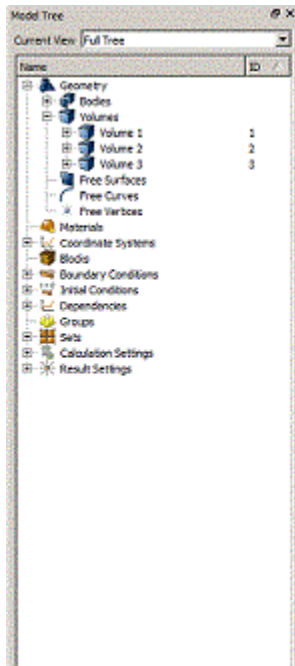 Model Tree
Current View Full Tree
Name ID
Geometry
Bodies
Volumes
Volume 1 1
Volume 2 2
Volume 3 3
Free Surfaces
Free Curves
Free Vertices
Materials
Coordinate Systems
Blocks
Boundary Conditions
Initial Conditions
Dependencies
Groups
Sets
Calculation Settings
Result Settings